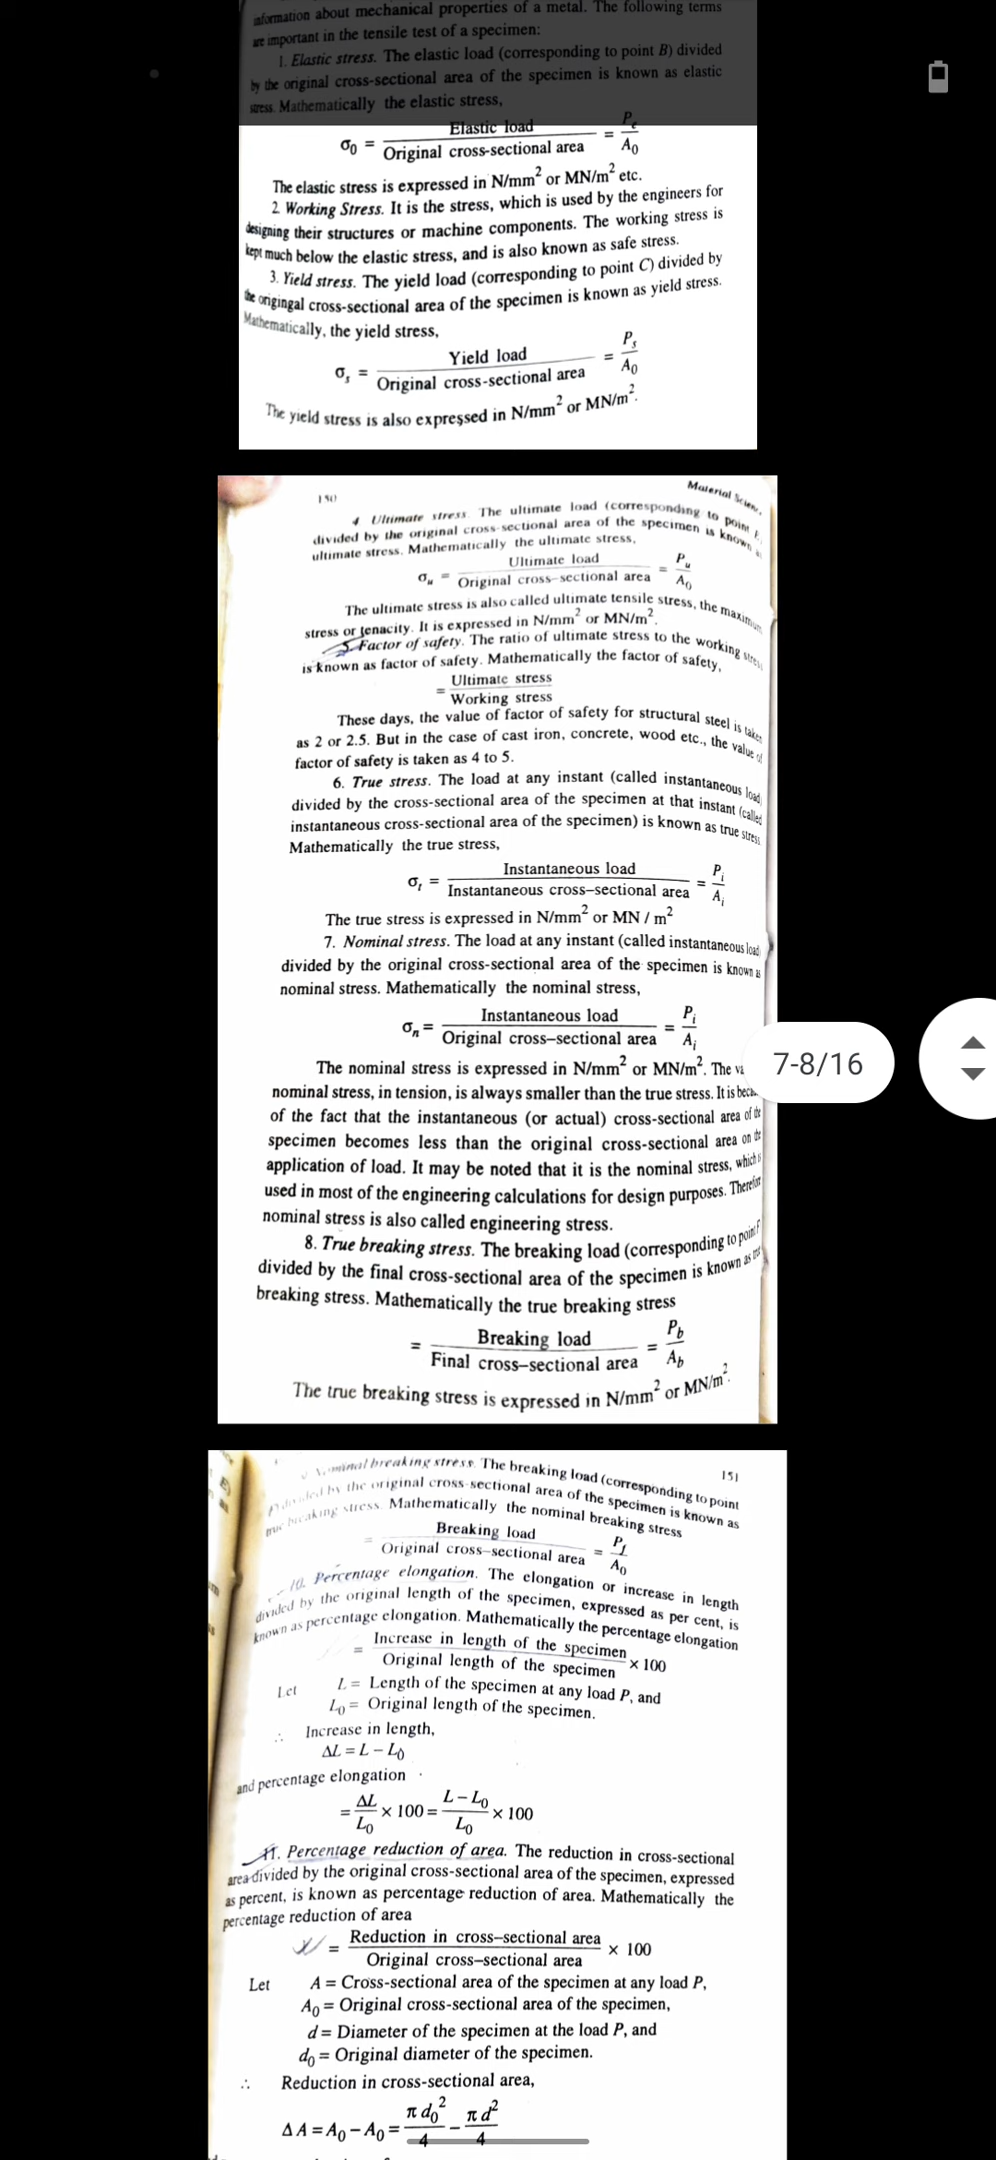 information about mechanical properties of a metal. The following terms
are important in the tensile test of a specimen:
1. Elastic stress. The elastic load (corresponding to point B) divided
by the original cross-sectional area of the specimen is known as elastic
stress. Mathematically the elastic stress,
σ0 = Elastic load / Original cross-sectional area = Pe / A0
The elastic stress is expressed in N/mm² or MN/m² etc.
2. Working Stress. It is the stress, which is used by the engineers for
designing their structures or machine components. The working stress is
kept much below the elastic stress, and is also known as safe stress.
3. Yield stress. The yield load (corresponding to point C) divided by
the origingal cross-sectional area of the specimen is known as yield stress.
Mathematically, the yield stress,
σs = Yield load / Original cross-sectional area = Ps / A0
The yield stress is also expressed in N/mm² or MN/m².
150
Material
4 Ultimate stress. The ultimate load (corresponding to point E,
divided by the original cross-sectional area of the specimen is known
ultimate stress. Mathematically the ultimate stress,
σu = Ultimate load / Original cross-sectional area = Pu / A0
The ultimate stress is also called ultimate tensile stress, the maximum
stress or tenacity. It is expressed in N/mm² or MN/m².
5. Factor of safety. The ratio of ultimate stress to the working stress
is known as factor of safety. Mathematically the factor of safety,
= Ultimate stress / Working stress
These days, the value of factor of safety for structural steel is taken
as 2 or 2.5. But in the case of cast iron, concrete, wood etc., the value of
factor of safety is taken as 4 to 5.
6. True stress. The load at any instant (called instantaneous load)
divided by the cross-sectional area of the specimen at that instant (called
instantaneous cross-sectional area of the specimen) is known as true stress
Mathematically the true stress,
σt = Instantaneous load / Instantaneous cross–sectional area = Pi / Ai
The true stress is expressed in N/mm² or MN / m²
7. Nominal stress. The load at any instant (called instantaneous load)
divided by the original cross-sectional area of the specimen is known as
nominal stress. Mathematically the nominal stress,
σn = Instantaneous load / Original cross–sectional area = Pi / Ai
The nominal stress is expressed in N/mm² or MN/m². The
7-8/16
nominal stress, in tension, is always smaller than the true stress. It is
of the fact that the instantaneous (or actual) cross-sectional area of the
specimen becomes less than the original cross-sectional area on the
application of load. It may be noted that it is the nominal stress, which is
used in most of the engineering calculations for design purposes. Therefore
nominal stress is also called engineering stress.
8. True breaking stress. The breaking load (corresponding to point F
divided by the final cross-sectional area of the specimen is known as
breaking stress. Mathematically the true breaking stress
= Breaking load / Final cross–sectional area = Pb / Ab
The true breaking stress is expressed in N/mm² or MN/m².
151
Nominal breaking stress. The breaking load (corresponding to point
divided by the original cross-sectional area of the specimen is known as
true breaking stress. Mathematically the nominal breaking stress
= Breaking load / Original cross–sectional area = / A0
10. Percentage elongation. The elongation or increase in length
divided by the original length of the specimen, expressed as per cent, is
known as percentage elongation. Mathematically the percentage elongation
= Increase in length of the specimen / Original length of the specimen × 100
Let L = Length of the specimen at any load P, and
L0 = Original length of the specimen.
∴ Increase in length,
ΔL = L – L0
and percentage elongation
= ΔL / L0 × 100 = L – L0 / L0 × 100
11. Percentage reduction of area. The reduction in cross-sectional
area divided by the original cross-sectional area of the specimen, expressed
as percent, is known as percentage reduction of area. Mathematically the
percentage reduction of area
= Reduction in cross–sectional area / Original cross–sectional area × 100
Let A = Cross-sectional area of the specimen at any load P,
A0 = Original cross-sectional area of the specimen,
d = Diameter of the specimen at the load P, and
d0 = Original diameter of the specimen.
∴ Reduction in cross-sectional area,
Δ A = A0 – A0 = π d0² / 4 – π d² / 4